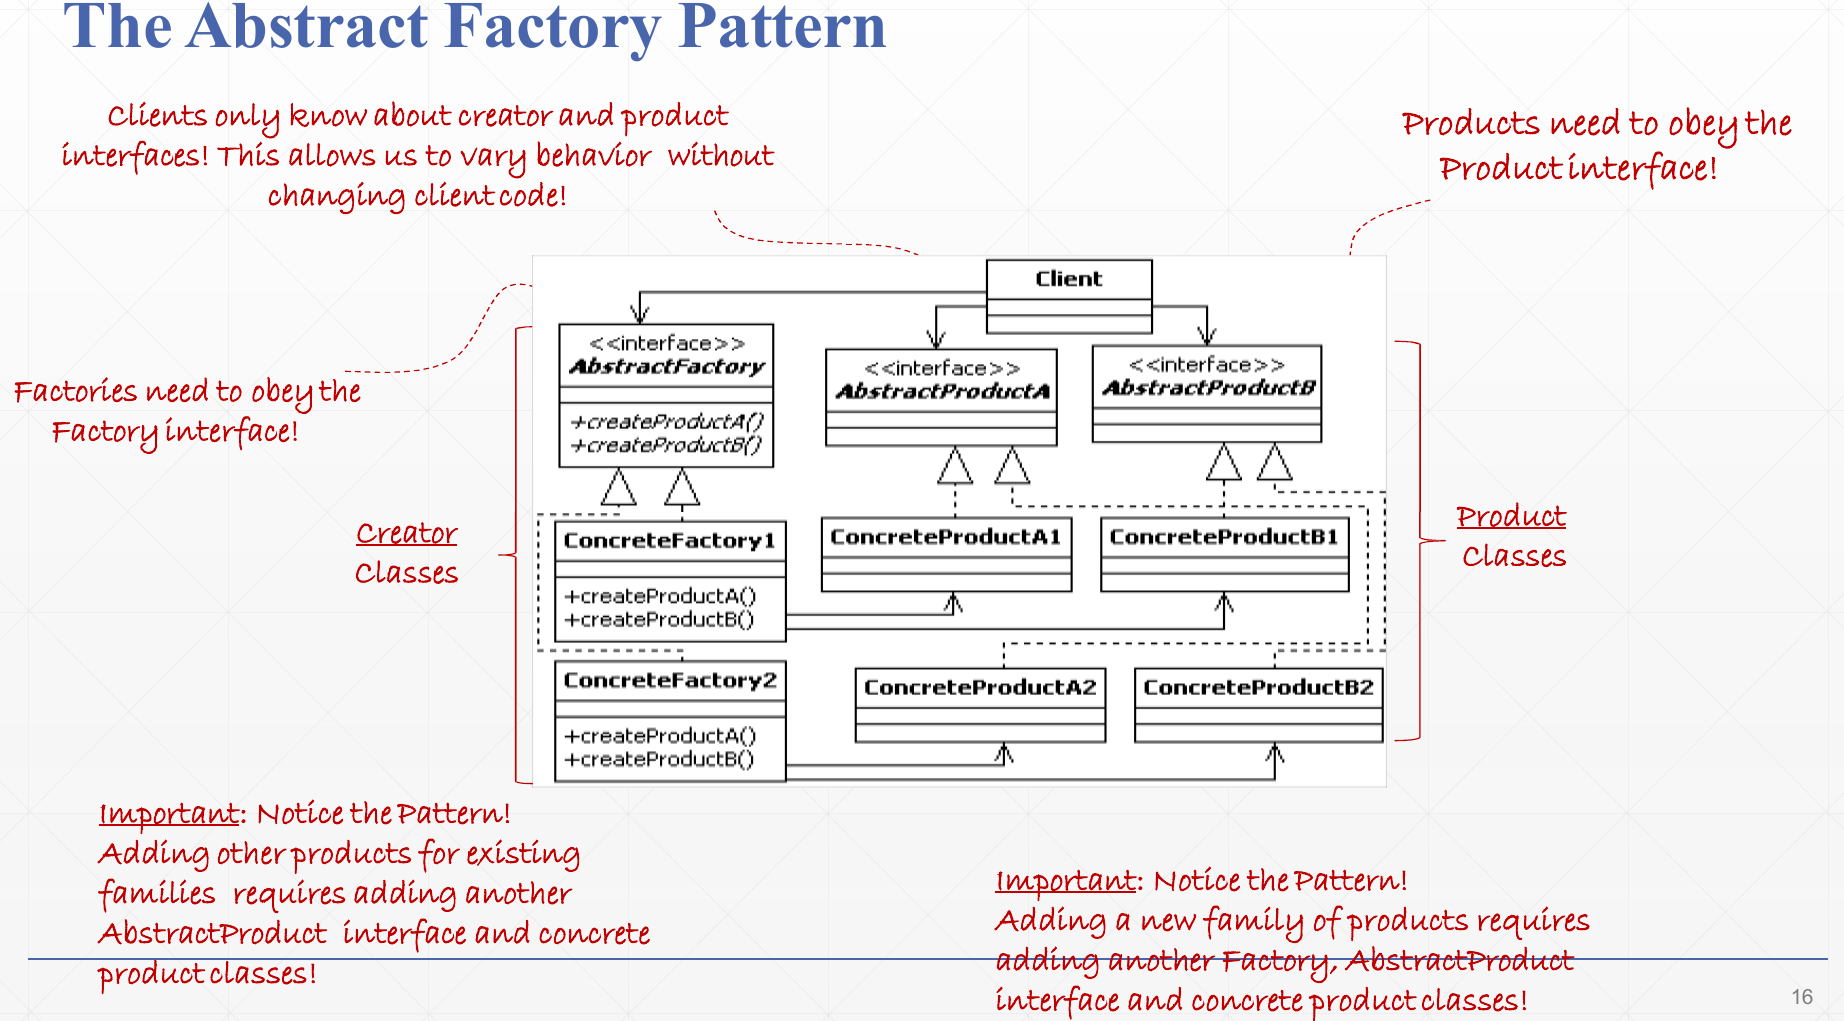 The Abstract Factory Pattern
Clients only know about creator and product
interfaces! This allows us to vary behavior without
changing client code!
Products need to obey the
Product interface!
Factories need to obey the
Factory interface!
Creator
Classes
Client
<<interface>>
AbstractFactory
+createProductA()
+createProductB()
<<interface>>
AbstractProductA
<<interface>>
AbstractProductB
ConcreteFactory1
+createProductA()
+createProductB()
ConcreteProductA1
ConcreteProductB1
ConcreteFactory2
+createProductA()
+createProductB()
ConcreteProductA2
ConcreteProductB2
Product
Classes
Important: Notice the Pattern!
Adding other products for existing
families requires adding another
AbstractProduct interface and concrete
product classes!
Important: Notice the Pattern!
Adding a new family of products requires
adding another Factory, AbstractProduct
interface and concrete product classes!
16